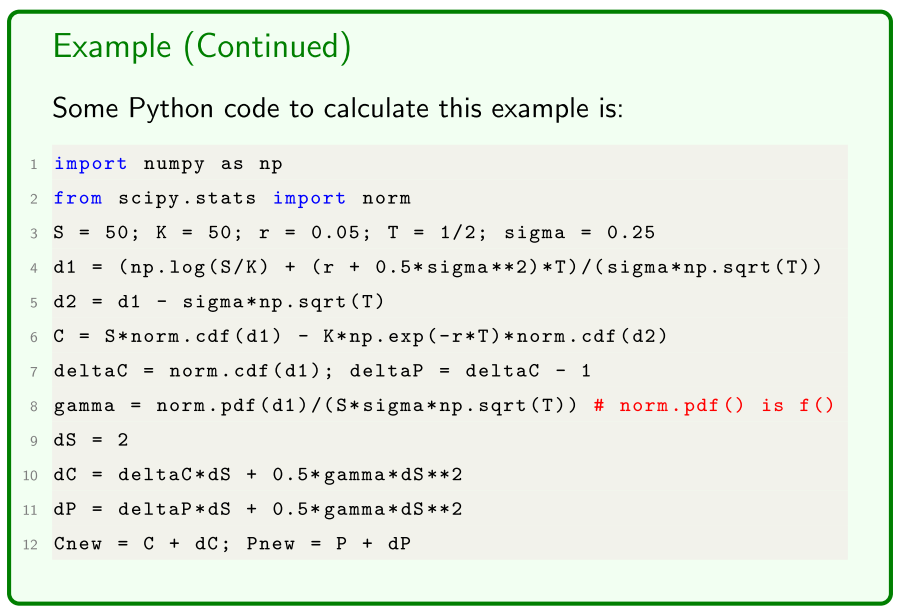 Example (Continued)
Some Python code to calculate this example is:
1 import numpy as np
2 from scipy.stats import norm
3 S = 50; K = 50; r = 0.05; T = 1/2; sigma = 0.25
4 d1 = (np.log(S/K) + (r + 0.5*sigma**2)*T)/(sigma*np.sqrt(T))
5 d2 = d1 - sigma*np.sqrt(T)
6 C = S*norm.cdf(d1) - K*np.exp(-r*T)*norm.cdf(d2)
7 deltaC = norm.cdf(d1); deltaP = deltaC - 1
8 gamma = norm.pdf(d1)/(S*sigma*np.sqrt(T)) # norm.pdf() is f()
9 dS = 2
10 dC = deltaC*dS + 0.5*gamma*dS**2
11 dP = deltaP*dS + 0.5*gamma*dS**2
12 Cnew = C + dC; Pnew = P + dP